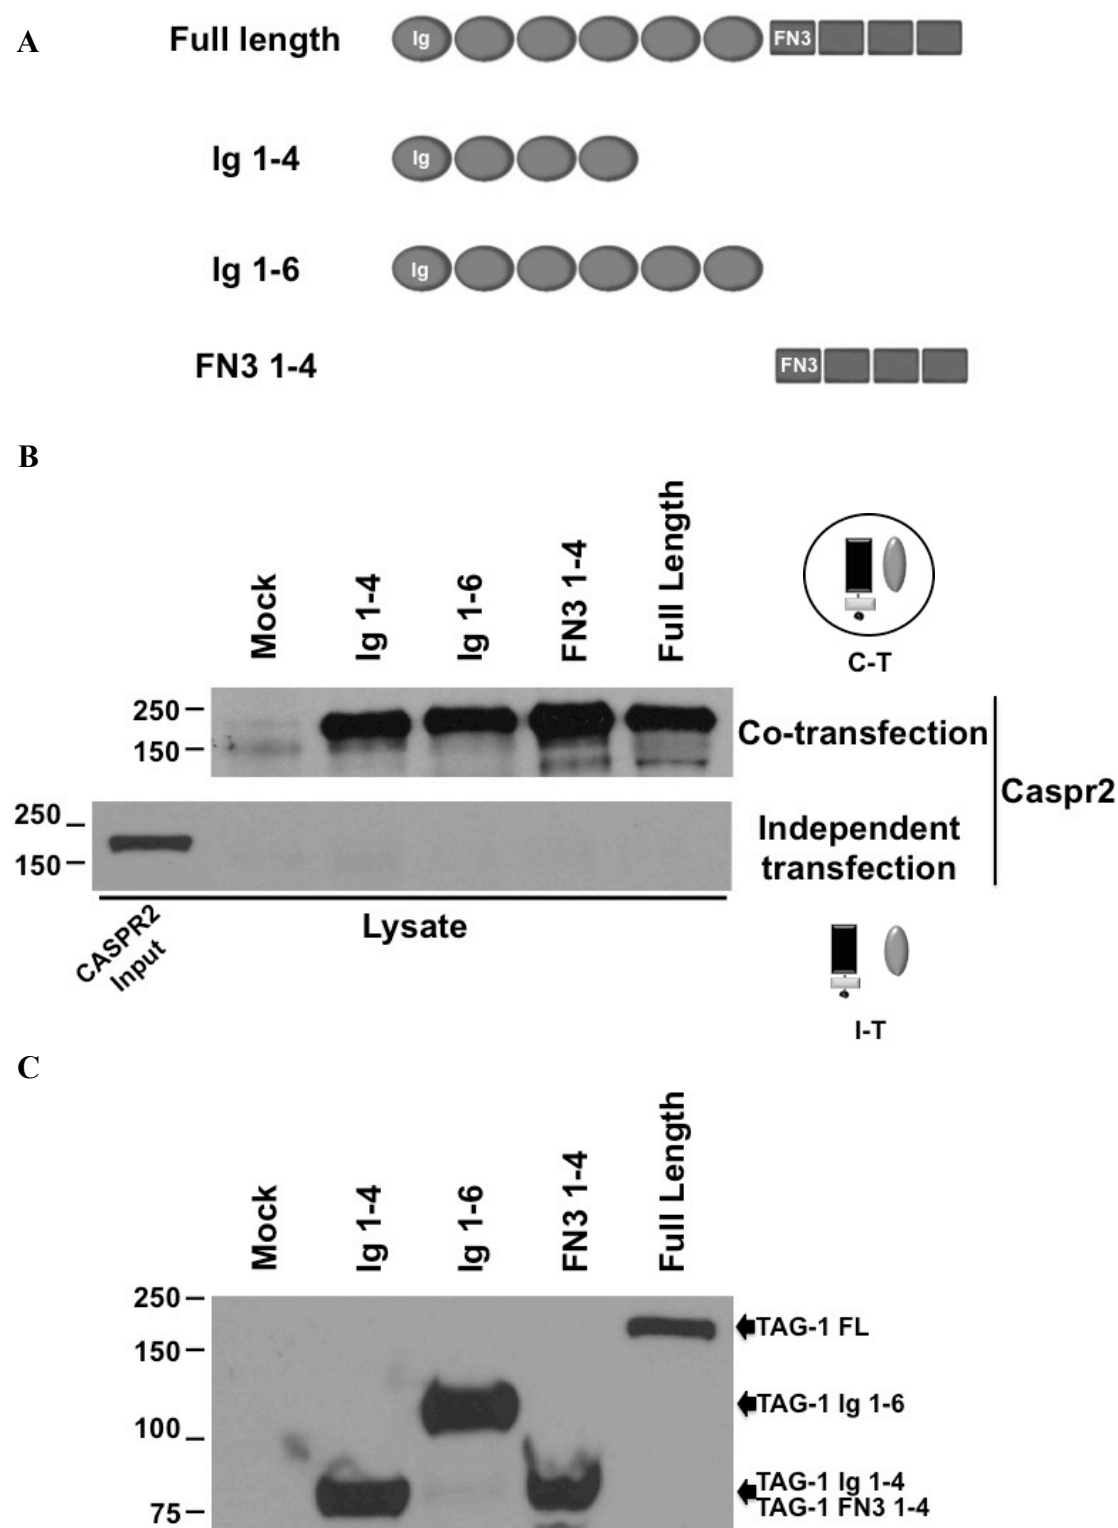 A
Full length
Ig
FN3
Ig 1-4
Ig
Ig 1-6
Ig
FN3 1-4
FN3
B
Mock
Ig 1-4
Ig 1-6
FN3 1-4
Full Length
C-T
250
150
Co-transfection
Caspr2
250
150
Independent
transfection
CASPR2
Input
Lysate
I-T
C
Mock
Ig 1-4
Ig 1-6
FN3 1-4
Full Length
250
150
100
75
TAG-1 FL
TAG-1 Ig 1-6
TAG-1 Ig 1-4
TAG-1 FN3 1-4